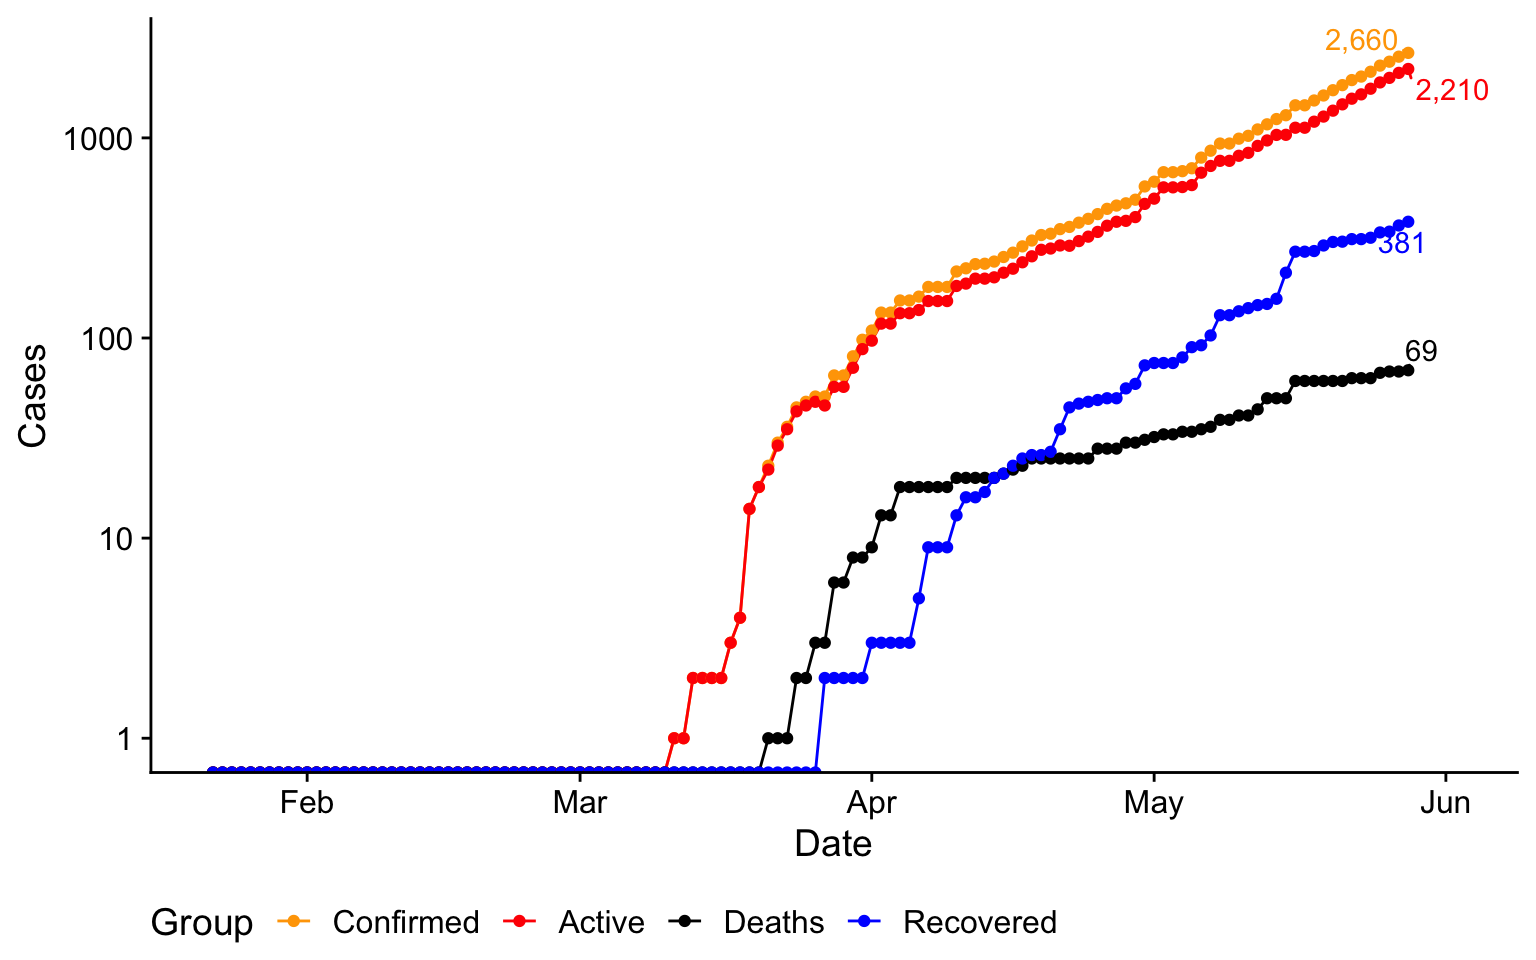 2,660
2,210
1000
381
100
69
10
1
Cases
Feb Mar Apr May Jun
Date
Group Confirmed Active Deaths Recovered